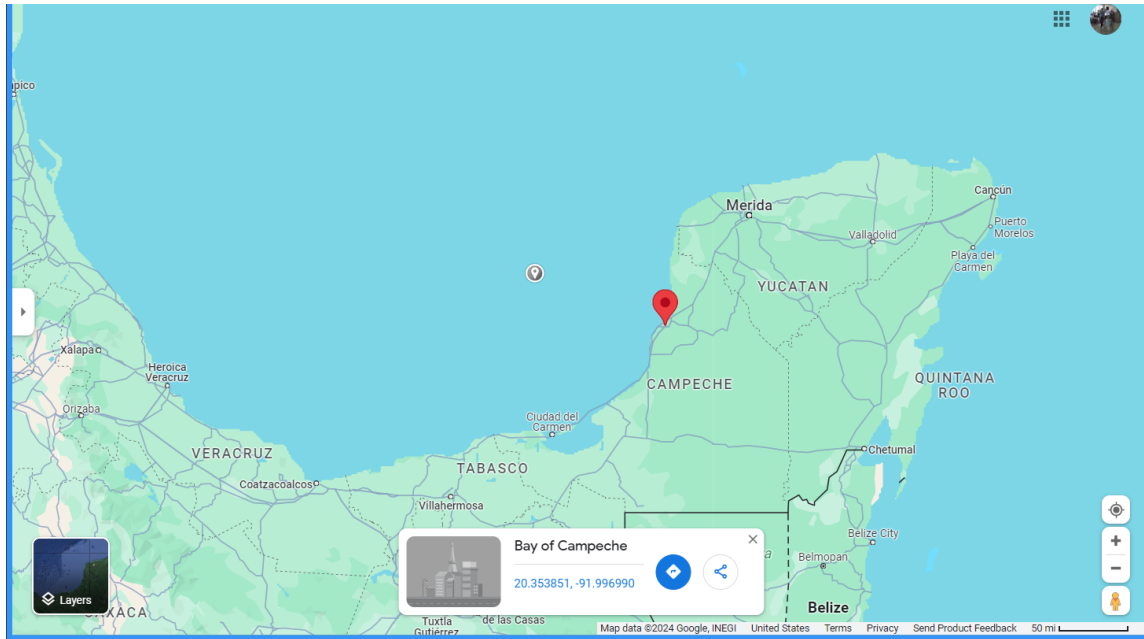 pico
Merida
Cancún
Puerto
Morelos
Valladolid
Playa del
Carmen
YUCATAN
Xalapa
Heroica
Veracruz
CAMPECHE
QUINTANA
ROO
Orizaba
Ciudad del
Carmen
VERACRUZ
TABASCO
Chetumal
Coatzacoalcos
Villahermosa
Belize City
Bay of Campeche
20.353851, -91.996990
a
Belmopan
Layers
AXACA
Belize
Tuxtla
Gutiérrez
de las Casas
Map data ©2024 Google, INEGI United States Terms Privacy Send Product Feedback 50 mi